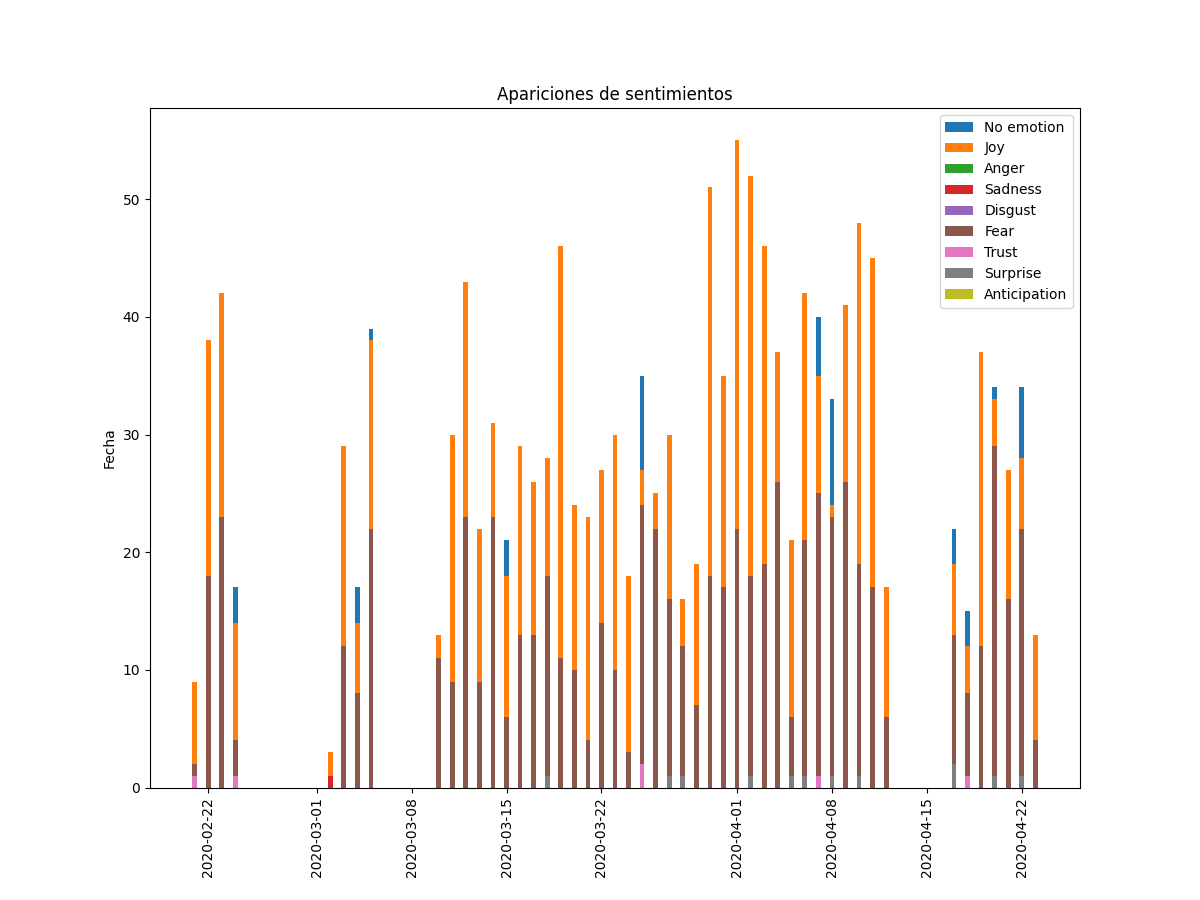 Apariciones de sentimientos
No emotion
Joy
Anger
Sadness
Disgust
Fear
Trust
Surprise
Anticipation
Fecha
50
40
30
20
10
0
2020-02-22
2020-03-01
2020-03-08
2020-03-15
2020-03-22
2020-04-01
2020-04-08
2020-04-15
2020-04-22